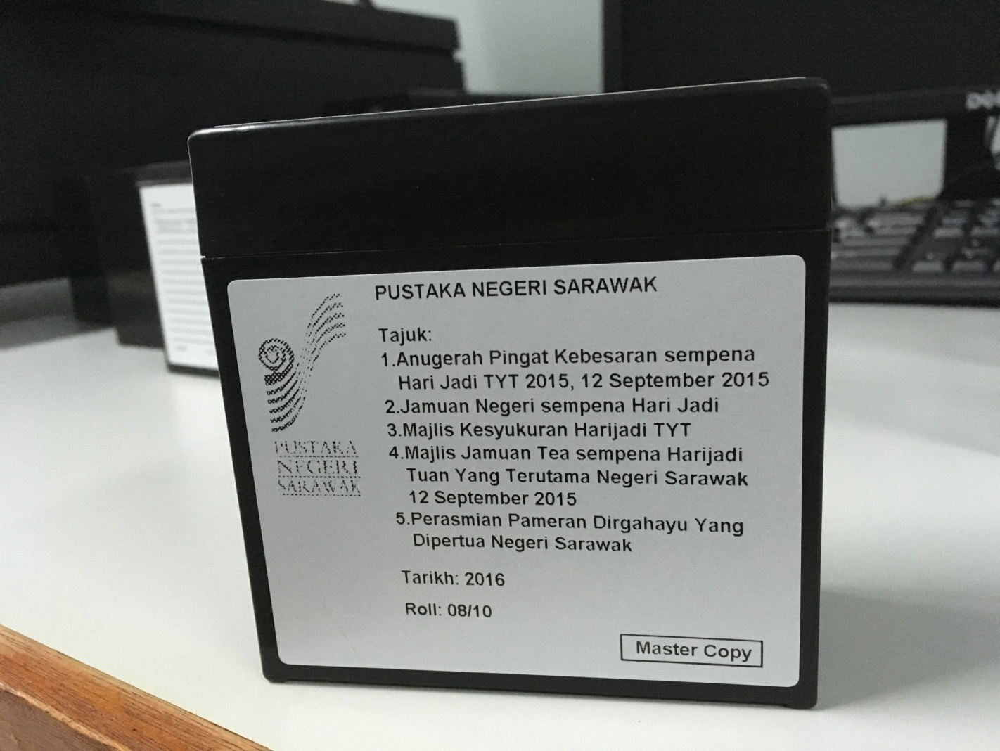 PUSTAKA NEGERI SARAWAK
Tajuk:
1.Anugerah Pingat Kebesaran sempena
Hari Jadi TYT 2015, 12 September 2015
2.Jamuan Negeri sempena Hari Jadi
3.Majlis Kesyukuran Harijadi TYT
4.Majlis Jamuan Tea sempena Harijadi
Tuan Yang Terutama Negeri Sarawak
12 September 2015
5.Perasmian Pameran Dirgahayu Yang
Dipertua Negeri Sarawak
Tarikh: 2016
Roll: 08/10
Master Copy
PUSTAKA
NEGERI
SARAWAK